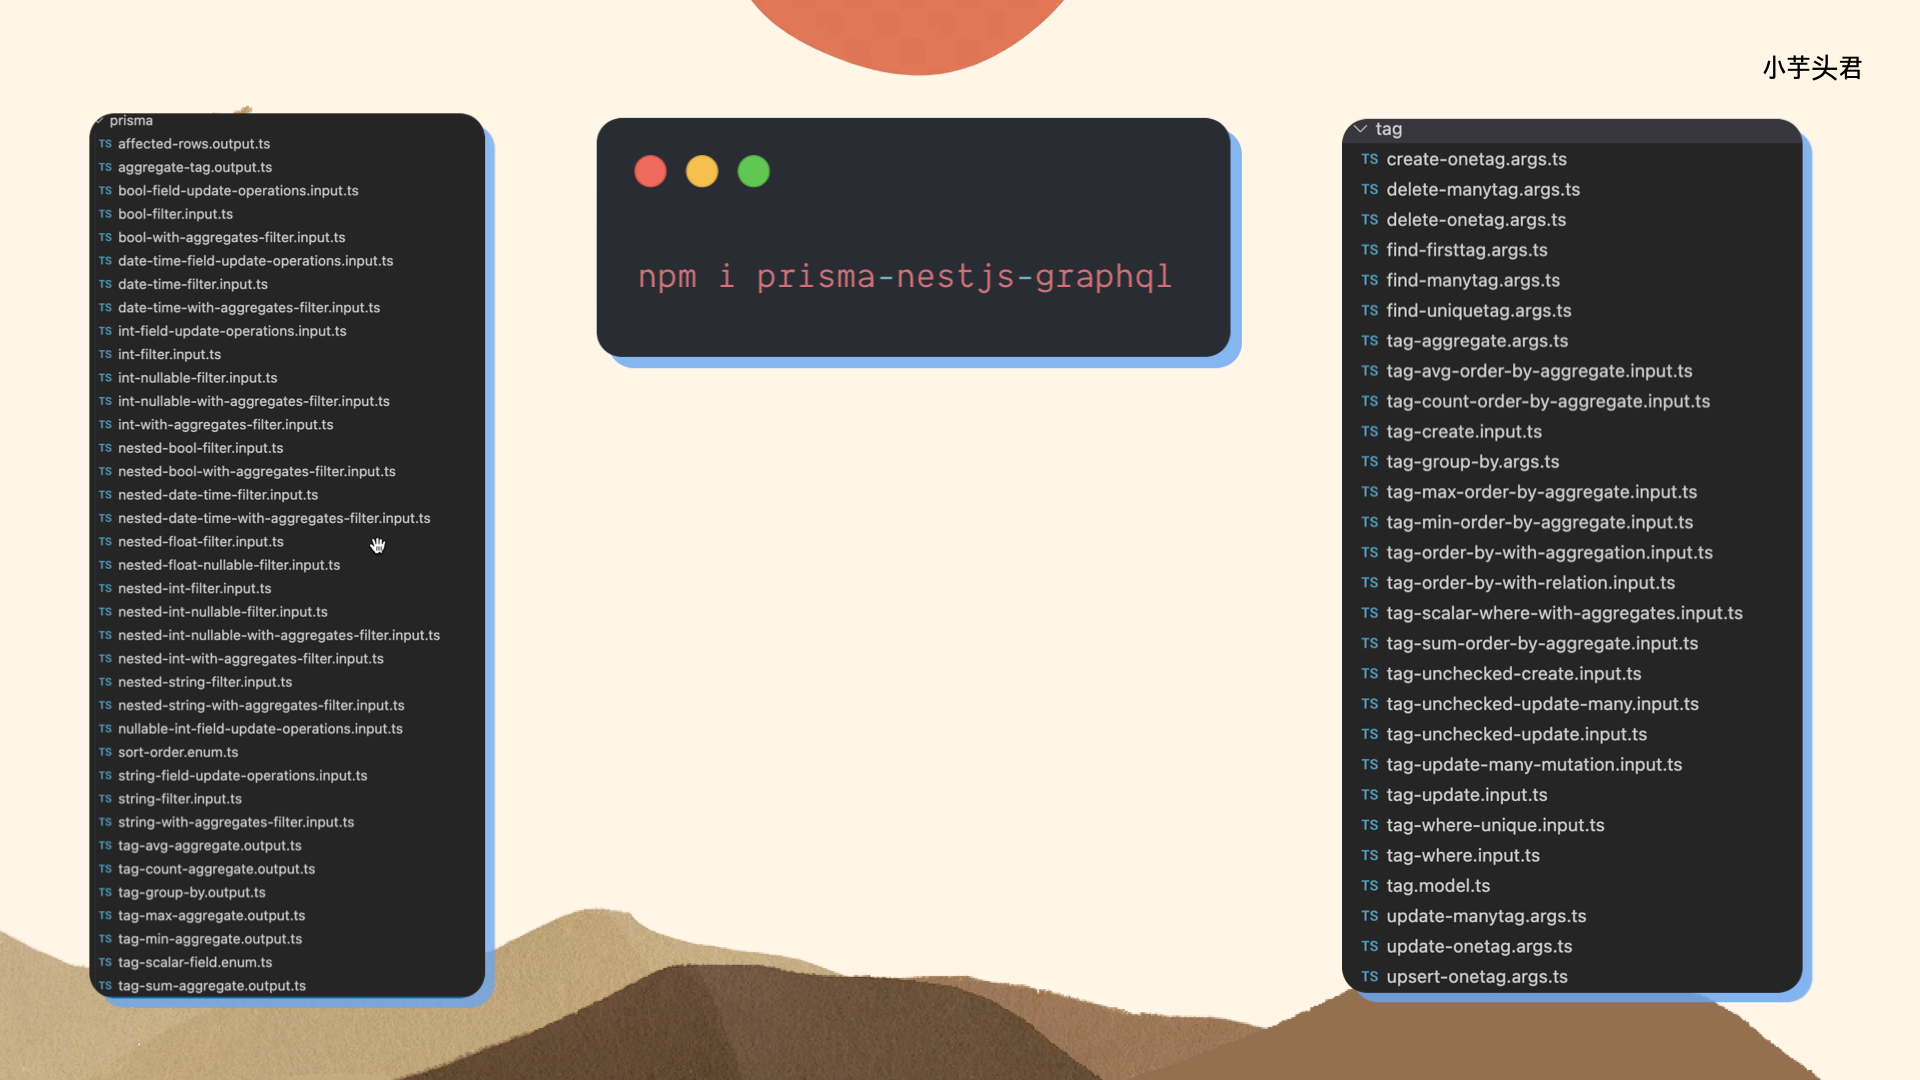 小芋头君
prisma
TS affected-rows.output.ts
TS aggregate-tag.output.ts
TS bool-field-update-operations.input.ts
TS bool-filter.input.ts
TS bool-with-aggregates-filter.input.ts
TS date-time-field-update-operations.input.ts
TS date-time-filter.input.ts
TS date-time-with-aggregates-filter.input.ts
TS int-field-update-operations.input.ts
TS int-filter.input.ts
TS int-nullable-filter.input.ts
TS int-nullable-with-aggregates-filter.input.ts
TS int-with-aggregates-filter.input.ts
TS nested-bool-filter.input.ts
TS nested-bool-with-aggregates-filter.input.ts
TS nested-date-time-filter.input.ts
TS nested-date-time-with-aggregates-filter.input.ts
TS nested-float-filter.input.ts
TS nested-float-nullable-filter.input.ts
TS nested-int-filter.input.ts
TS nested-int-nullable-filter.input.ts
TS nested-int-nullable-with-aggregates-filter.input.ts
TS nested-int-with-aggregates-filter.input.ts
TS nested-string-filter.input.ts
TS nested-string-with-aggregates-filter.input.ts
TS nullable-int-field-update-operations.input.ts
TS sort-order.enum.ts
TS string-field-update-operations.input.ts
TS string-filter.input.ts
TS string-with-aggregates-filter.input.ts
TS tag-avg-aggregate.output.ts
TS tag-count-aggregate.output.ts
TS tag-group-by.output.ts
TS tag-max-aggregate.output.ts
TS tag-min-aggregate.output.ts
TS tag-scalar-field.enum.ts
TS tag-sum-aggregate.output.ts
npm i prisma-nestjs-graphql
tag
TS create-onetag.args.ts
TS delete-manytag.args.ts
TS delete-onetag.args.ts
TS find-firsttag.args.ts
TS find-manytag.args.ts
TS find-uniquetag.args.ts
TS tag-aggregate.args.ts
TS tag-avg-order-by-aggregate.input.ts
TS tag-count-order-by-aggregate.input.ts
TS tag-create.input.ts
TS tag-group-by.args.ts
TS tag-max-order-by-aggregate.input.ts
TS tag-min-order-by-aggregate.input.ts
TS tag-order-by-with-aggregation.input.ts
TS tag-order-by-with-relation.input.ts
TS tag-scalar-where-with-aggregates.input.ts
TS tag-sum-order-by-aggregate.input.ts
TS tag-unchecked-create.input.ts
TS tag-unchecked-update-many.input.ts
TS tag-unchecked-update.input.ts
TS tag-update-many-mutation.input.ts
TS tag-update.input.ts
TS tag-where-unique.input.ts
TS tag-where.input.ts
TS tag.model.ts
TS update-manytag.args.ts
TS update-onetag.args.ts
TS upsert-onetag.args.ts